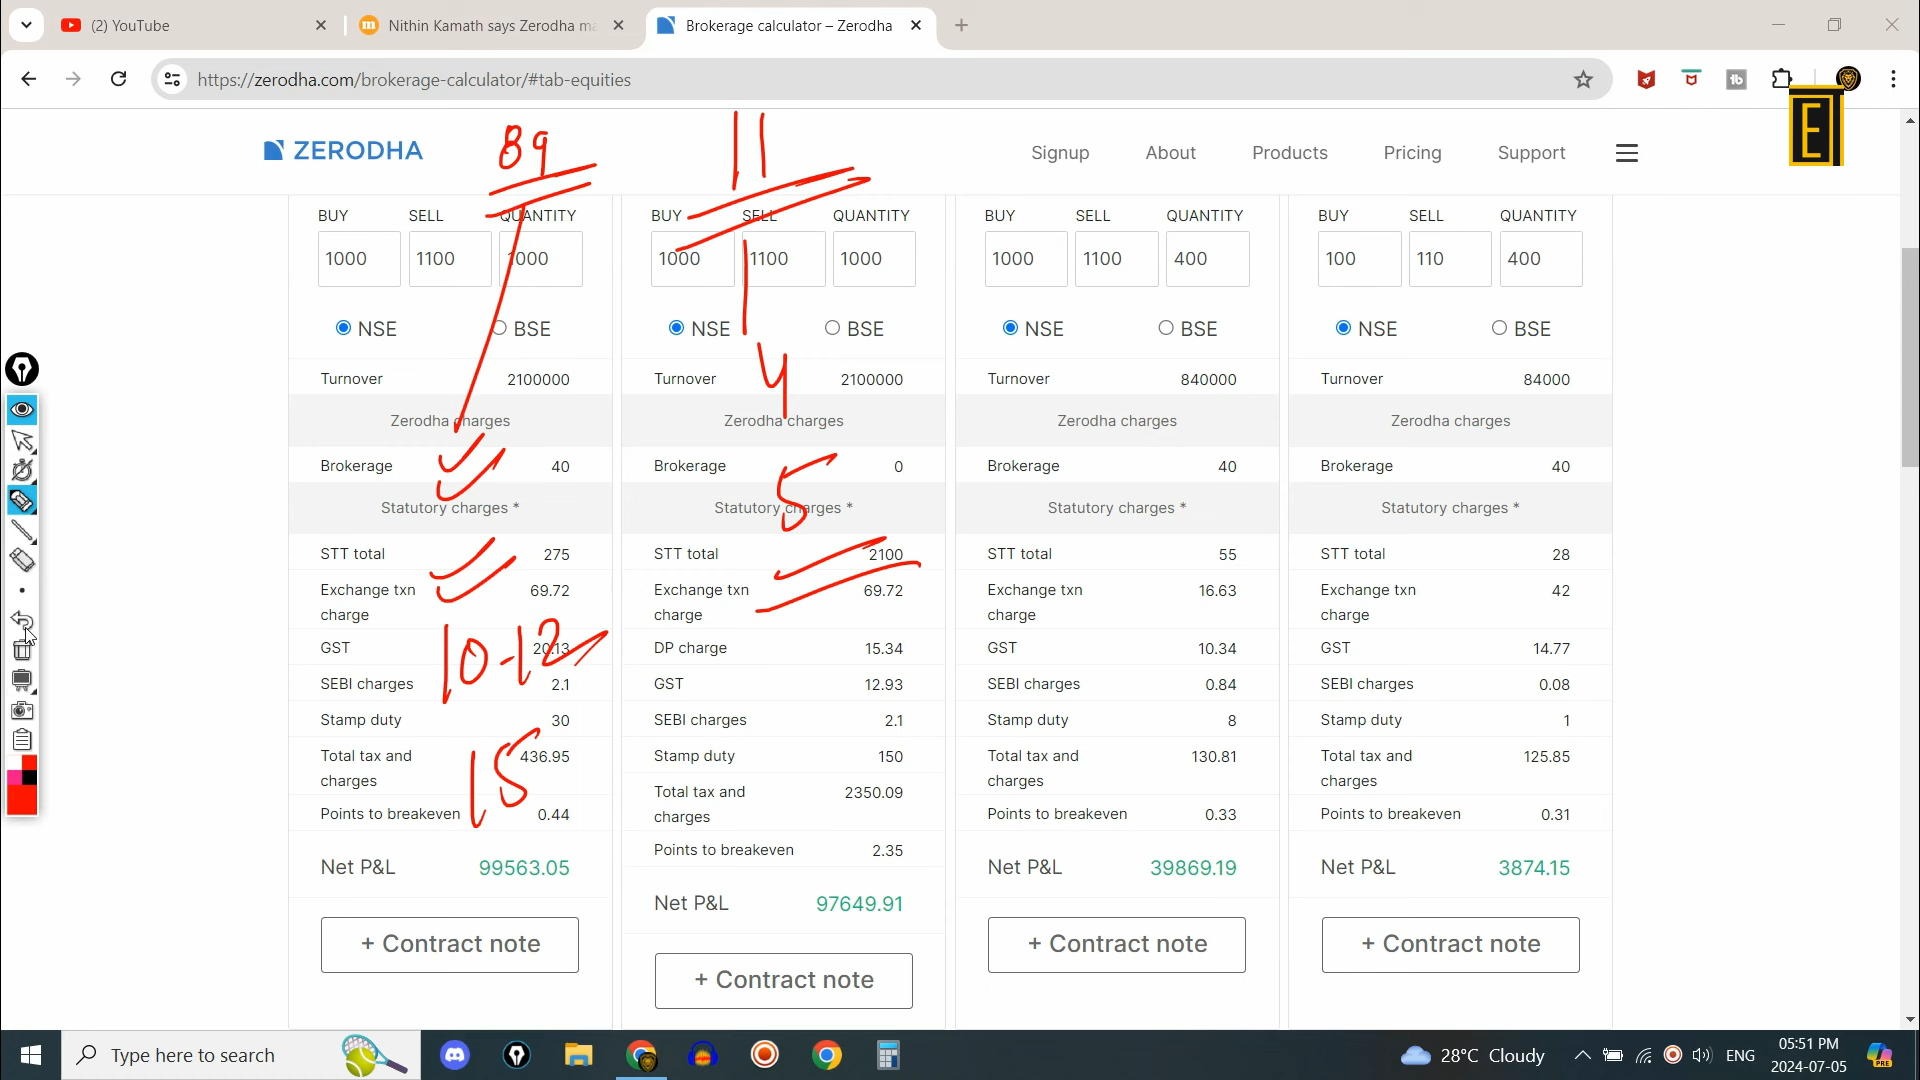 (2) YouTube
Nithin Kamath says Zerodha ma
Brokerage calculator – Zerodha
https://zerodha.com/brokerage-calculator/#tab-equities
E
ZERODHA
Signup
About
Products
Pricing
Support
89
11
BUY SELL QUANTITY
1000 1100 1000
NSE BSE
Turnover 2100000
Zerodha charges
Brokerage 40
Statutory charges *
STT total 275
Exchange txn charge 69.72
GST 20.13
10-12
SEBI charges 2.1
Stamp duty 30
Total tax and charges 436.95
15
Points to breakeven 0.44
Net P&L 99563.05
+ Contract note
BUY SELL QUANTITY
1000 1100 1000
NSE BSE
4
Turnover 2100000
Zerodha charges
Brokerage 0
5
Statutory charges *
STT total 2100
Exchange txn charge 69.72
DP charge 15.34
GST 12.93
SEBI charges 2.1
Stamp duty 150
Total tax and charges 2350.09
Points to breakeven 2.35
Net P&L 97649.91
+ Contract note
BUY SELL QUANTITY
1000 1100 400
NSE BSE
Turnover 840000
Zerodha charges
Brokerage 40
Statutory charges *
STT total 55
Exchange txn charge 16.63
GST 10.34
SEBI charges 0.84
Stamp duty 8
Total tax and charges 130.81
Points to breakeven 0.33
Net P&L 39869.19
+ Contract note
BUY SELL QUANTITY
100 110 400
NSE BSE
Turnover 84000
Zerodha charges
Brokerage 40
Statutory charges *
STT total 28
Exchange txn charge 42
GST 14.77
SEBI charges 0.08
Stamp duty 1
Total tax and charges 125.85
Points to breakeven 0.31
Net P&L 3874.15
+ Contract note
Type here to search
28°C Cloudy
ENG
05:51 PM
2024-07-05
PRE